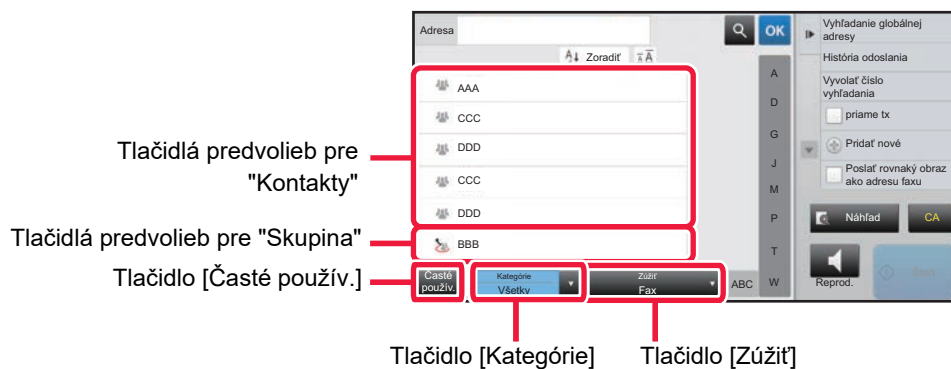 Adresa
OK
Zoradiť
AAA
CCC
DDD
CCC
DDD
BBB
A
D
G
J
M
P
T
W
ABC
Časté
použív.
Kategórie
Všetky
Zúžiť
Fax
Vyhľadanie globálnej
adresy
História odoslania
Vyvolať číslo
vyhľadania
priame tx
Pridať nové
Poslať rovnaký obraz
ako adresu faxu
Náhľad
CA
Reprod.
Tlačidlá predvolieb pre
"Kontakty"
Tlačidlá predvolieb pre "Skupina"
Tlačidlo [Časté použív.]
Tlačidlo [Kategórie]
Tlačidlo [Zúžiť]